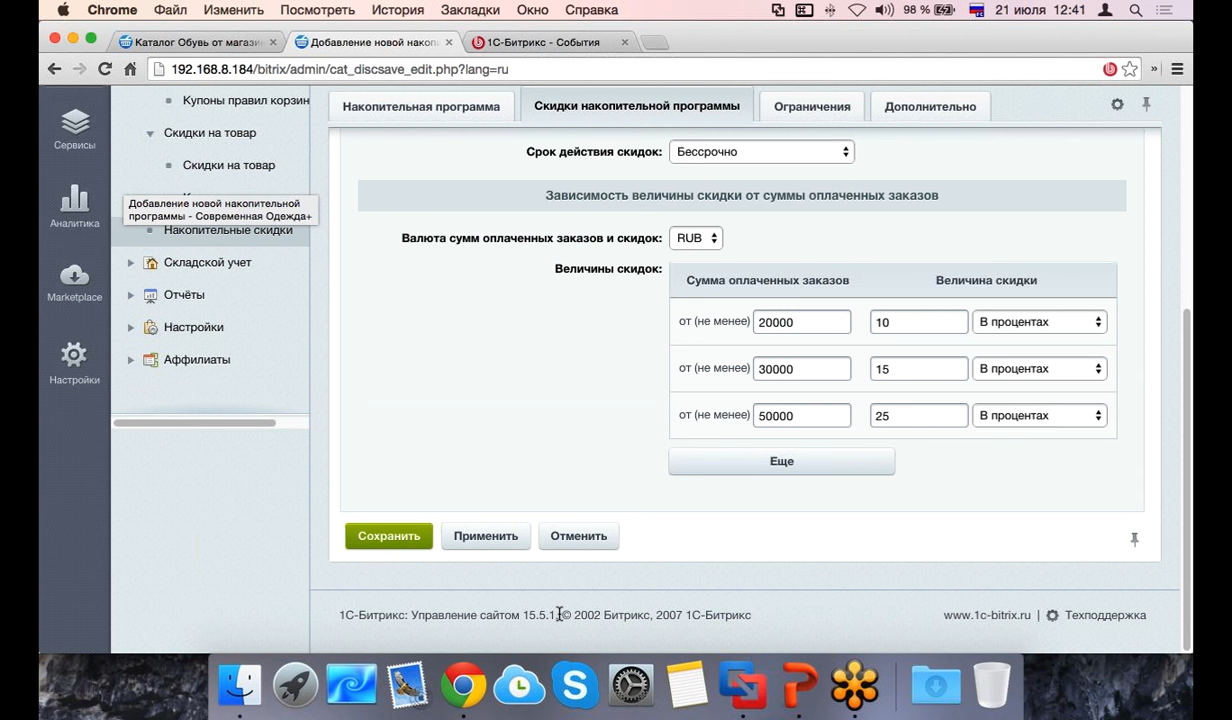 Chrome Файл Изменить Посмотреть История Закладки Окно Справка 98 % 21 июля 12:41
Каталог Обувь от магази
Добавление новой накоп
1С-Битрикс - События
192.168.8.184/bitrix/admin/cat_discsave_edit.php?lang=ru
Сервисы
Аналитика
Marketplace
Настройки
Купоны правил корзин
Скидки на товар
Скидки на товар
Добавление новой накопительной
программы - Современная Одежда+
Накопительные скидки
Складской учет
Отчёты
Настройки
Аффилиаты
Накопительная программа
Скидки накопительной программы
Ограничения
Дополнительно
Срок действия скидок: Бессрочно
Зависимость величины скидки от суммы оплаченных заказов
Валюта сумм оплаченных заказов и скидок: RUB
Величины скидок:
Сумма оплаченных заказов Величина скидки
от (не менее) 20000 10 В процентах
от (не менее) 30000 15 В процентах
от (не менее) 50000 25 В процентах
Еще
Сохранить Применить Отменить
1С-Битрикс: Управление сайтом 15.5.1. © 2002 Битрикс, 2007 1С-Битрикс
www.1c-bitrix.ru | Техподдержка